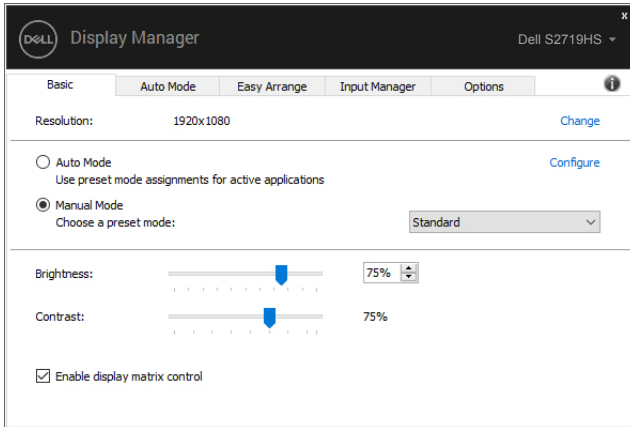 x
DELL Display Manager Dell S2719HS
Basic Auto Mode Easy Arrange Input Manager Options i
Resolution: 1920x1080 Change
Auto Mode Configure
Use preset mode assignments for active applications
Manual Mode
Choose a preset mode: Standard
Brightness: 75%
Contrast: 75%
Enable display matrix control